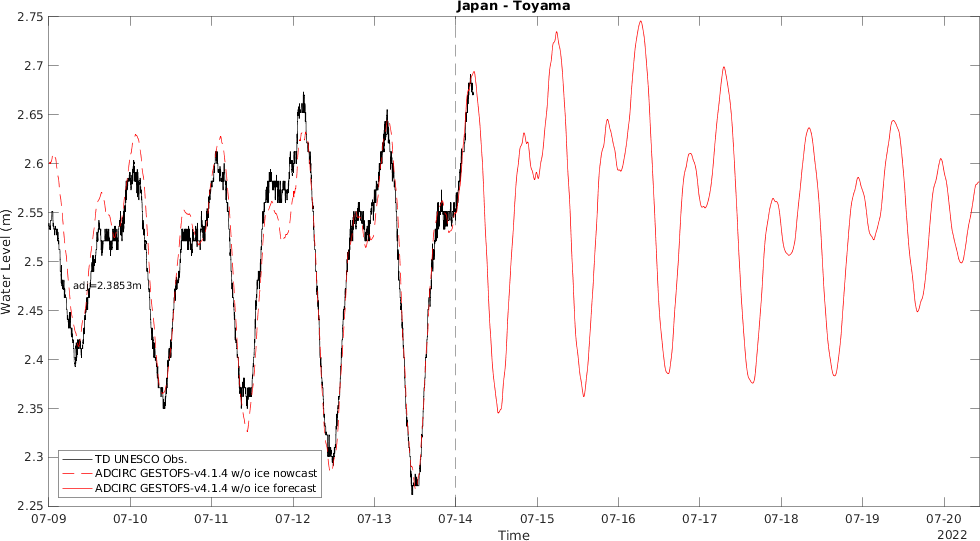 Japan - Toyama
Water Level (m)
2.75
2.7
2.65
2.6
2.55
2.5
2.45
2.4
2.35
2.3
2.25
adj=2.3853m
TD UNESCO Obs.
ADCIRC GESTOFS-v4.1.4 w/o ice nowcast
ADCIRC GESTOFS-v4.1.4 w/o ice forecast
07-09 07-10 07-11 07-12 07-13 07-14 07-15 07-16 07-17 07-18 07-19 07-20
Time
2022